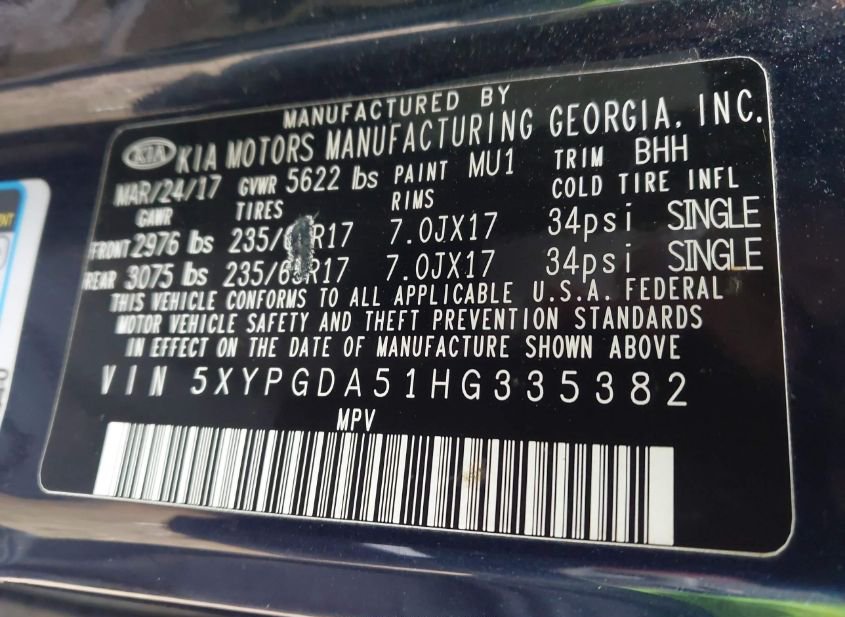 MANUFACTURED BY
KIA KIA MOTORS MANUFACTURING GEORGIA, INC.
MAR/24/17 GVWR 5622 lbs PAINT MU1 TRIM BHH
GAWR TIRES RIMS COLD TIRE INFL
FRONT 2976 lbs 7.0JX17 34psi SINGLE
REAR 3075 lbs 235/65R17 7.0JX17 34psi SINGLE
THIS VEHICLE CONFORMS TO ALL APPLICABLE U.S.A. FEDERAL
MOTOR VEHICLE SAFETY AND THEFT PREVENTION STANDARDS
IN EFFECT ON THE DATE OF MANUFACTURE SHOWN ABOVE
VIN 5XYPGDA51HG335382
MPV